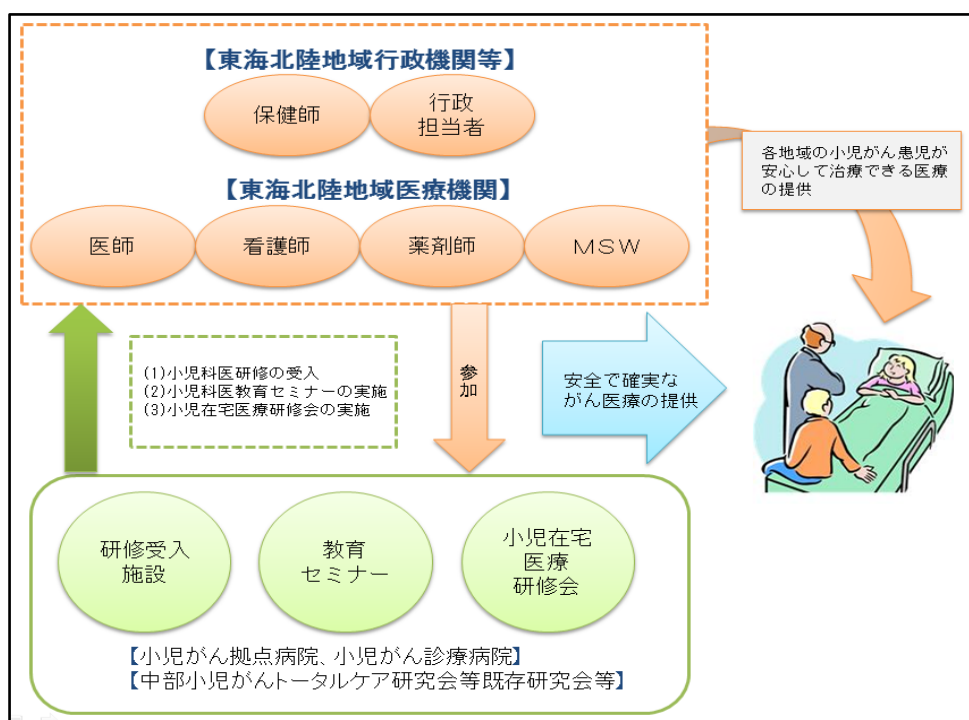 【東海北陸地域行政機関等】
保健師
行政
担当者
各地域の小児がん患児が
安心して治療できる医療
の提供
【東海北陸地域医療機関】
医師
看護師
薬剤師
ＭＳＷ
(1)小児科医研修の受入
(2)小児科医教育セミナーの実施
(3)小児在宅医療研修会の実施
参加
安全で確実な
がん医療の提供
研修受入
施設
教育
セミナー
小児在宅
医療
研修会
【小児がん拠点病院、小児がん診療病院】
【中部小児がんトータルケア研究会等既存研究会等】